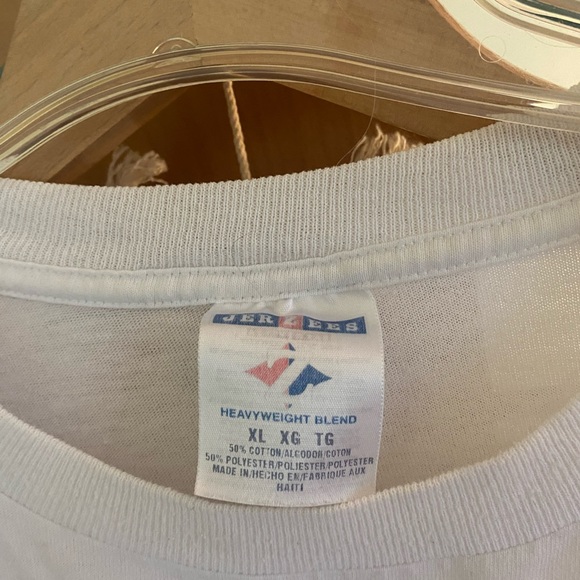 JERZEES
HEAVYWEIGHT BLEND
XL XG TG
50% COTTON/ALGODON/COTON
50% POLYESTER/POLIESTER/POLYESTER
MADE IN/HECHO EN/FABRIQUE AUX
HAITI